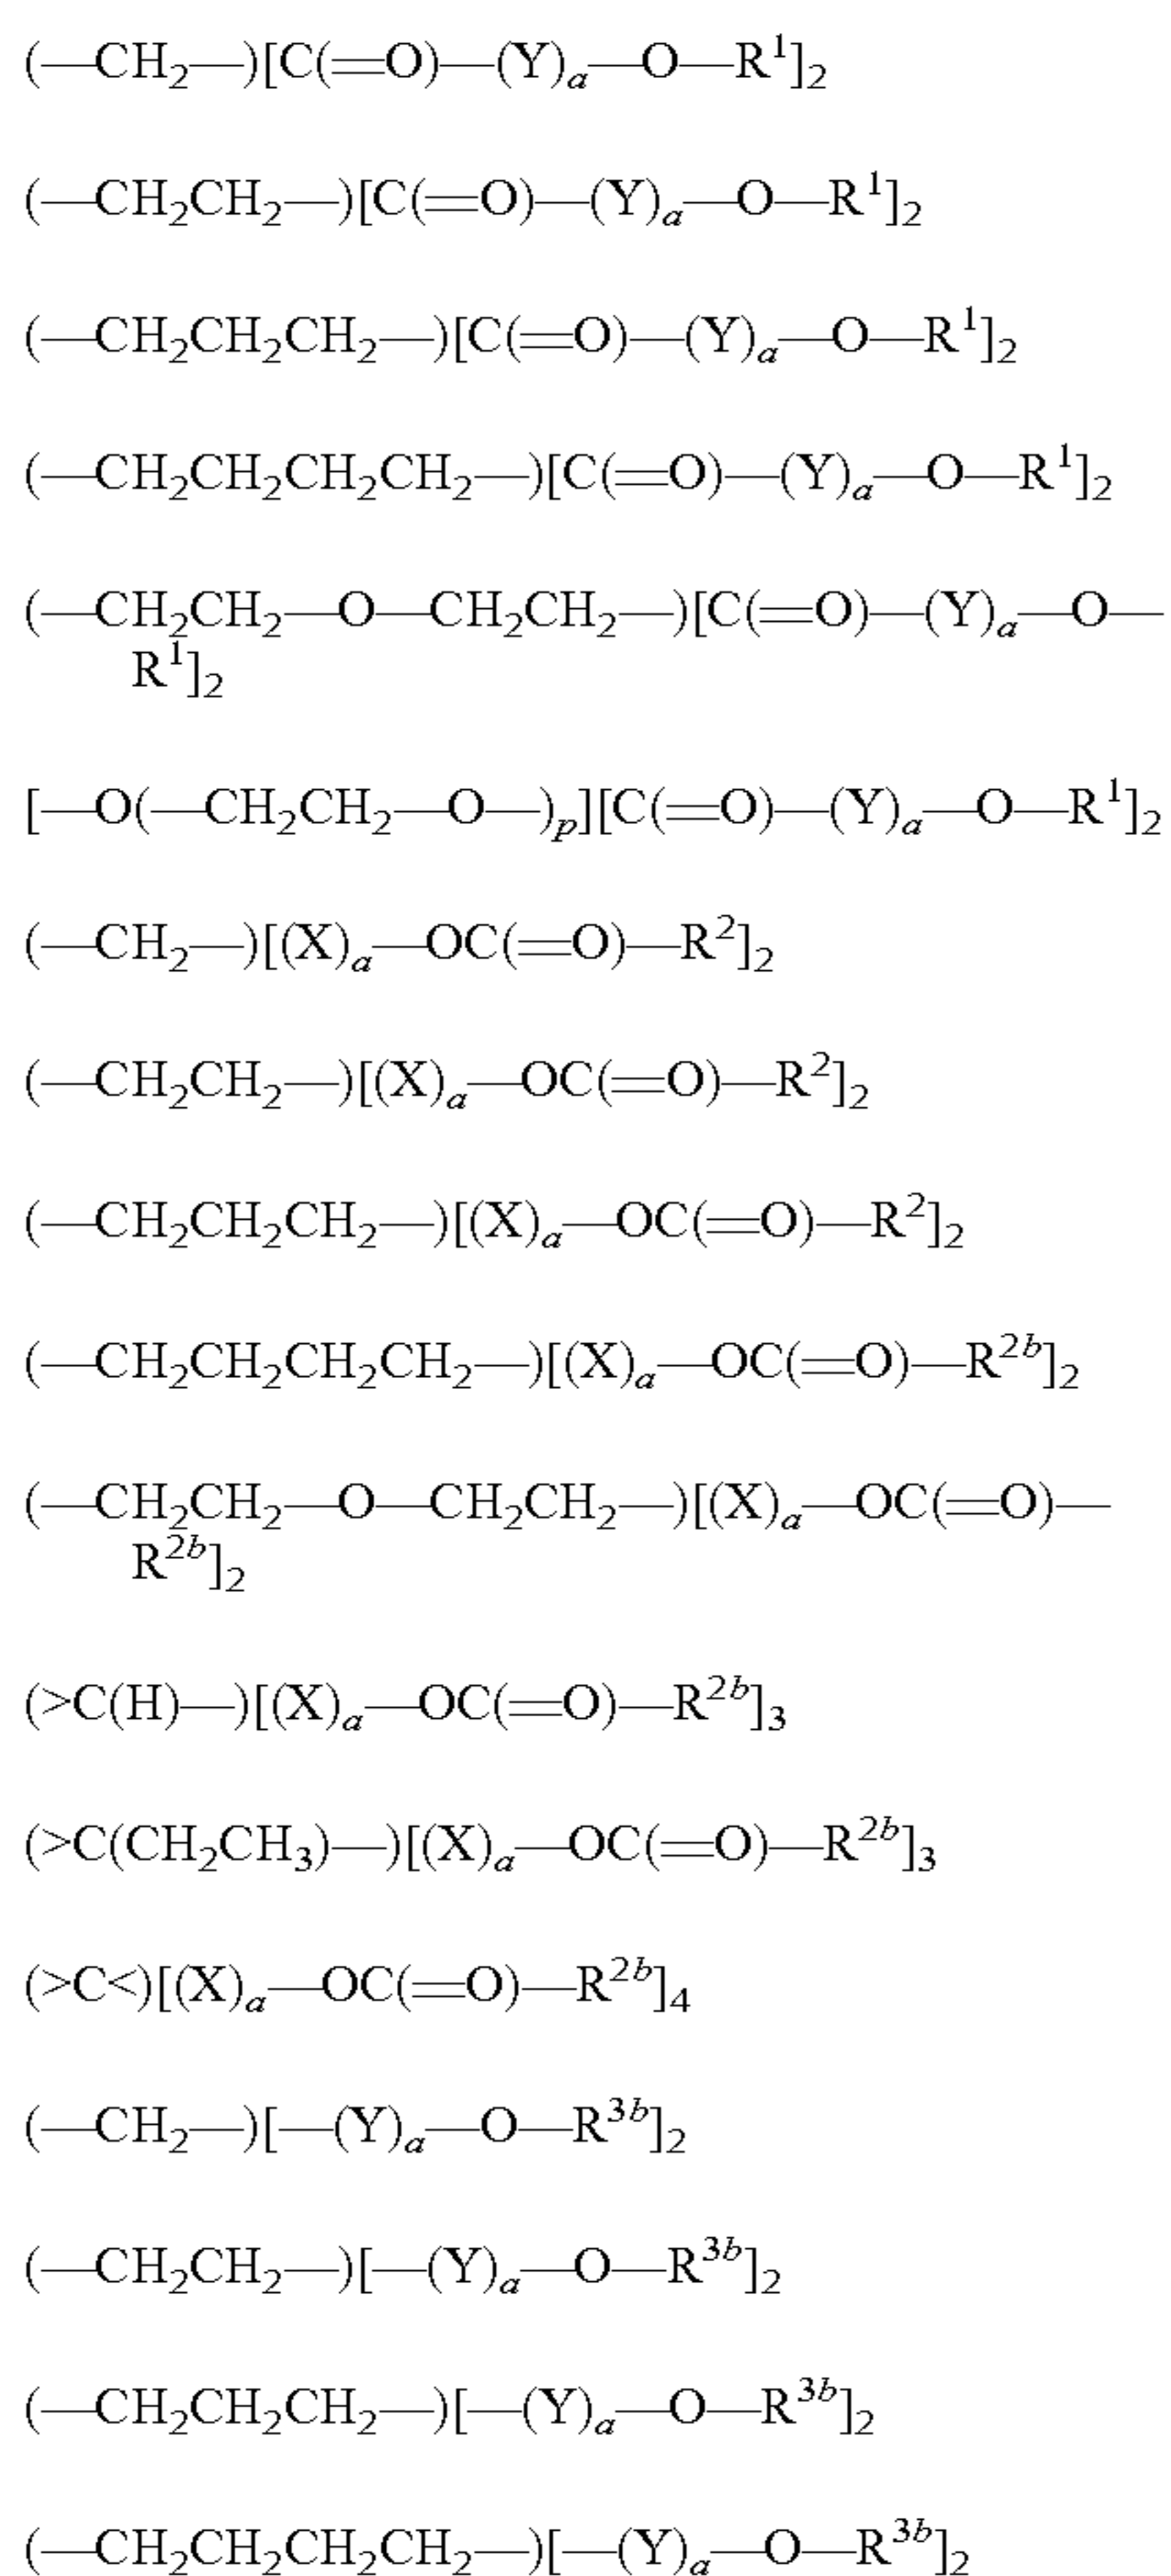 (—CH₂—)[C(=O)—(Y)ₐ—O—R¹]₂
(—CH₂CH₂—)[C(=O)—(Y)ₐ—O—R¹]₂
(—CH₂CH₂CH₂—)[C(=O)—(Y)ₐ—O—R¹]₂
(—CH₂CH₂CH₂CH₂—)[C(=O)—(Y)ₐ—O—R¹]₂
(—CH₂CH₂—O—CH₂CH₂—)[C(=O)—(Y)ₐ—O—
R¹]₂
[—O(—CH₂CH₂—O—)ₚ][C(=O)—(Y)ₐ—O—R¹]₂
(—CH₂—)[(X)ₐ—OC(=O)—R²]₂
(—CH₂CH₂—)[(X)ₐ—OC(=O)—R²]₂
(—CH₂CH₂CH₂—)[(X)ₐ—OC(=O)—R²]₂
(—CH₂CH₂CH₂CH₂—)[(X)ₐ—OC(=O)—R²ᵇ]₂
(—CH₂CH₂—O—CH₂CH₂—)[(X)ₐ—OC(=O)—
R²ᵇ]₂
(>C(H)—)[(X)ₐ—OC(=O)—R²ᵇ]₃
(>C(CH₂CH₃)—)[(X)ₐ—OC(=O)—R²ᵇ]₃
(>C<)[(X)ₐ—OC(=O)—R²ᵇ]₄
(—CH₂—)[—(Y)ₐ—O—R³ᵇ]₂
(—CH₂CH₂—)[—(Y)ₐ—O—R³ᵇ]₂
(—CH₂CH₂CH₂—)[—(Y)ₐ—O—R³ᵇ]₂
(—CH₂CH₂CH₂CH₂—)[—(Y)ₐ—O—R³ᵇ]₂